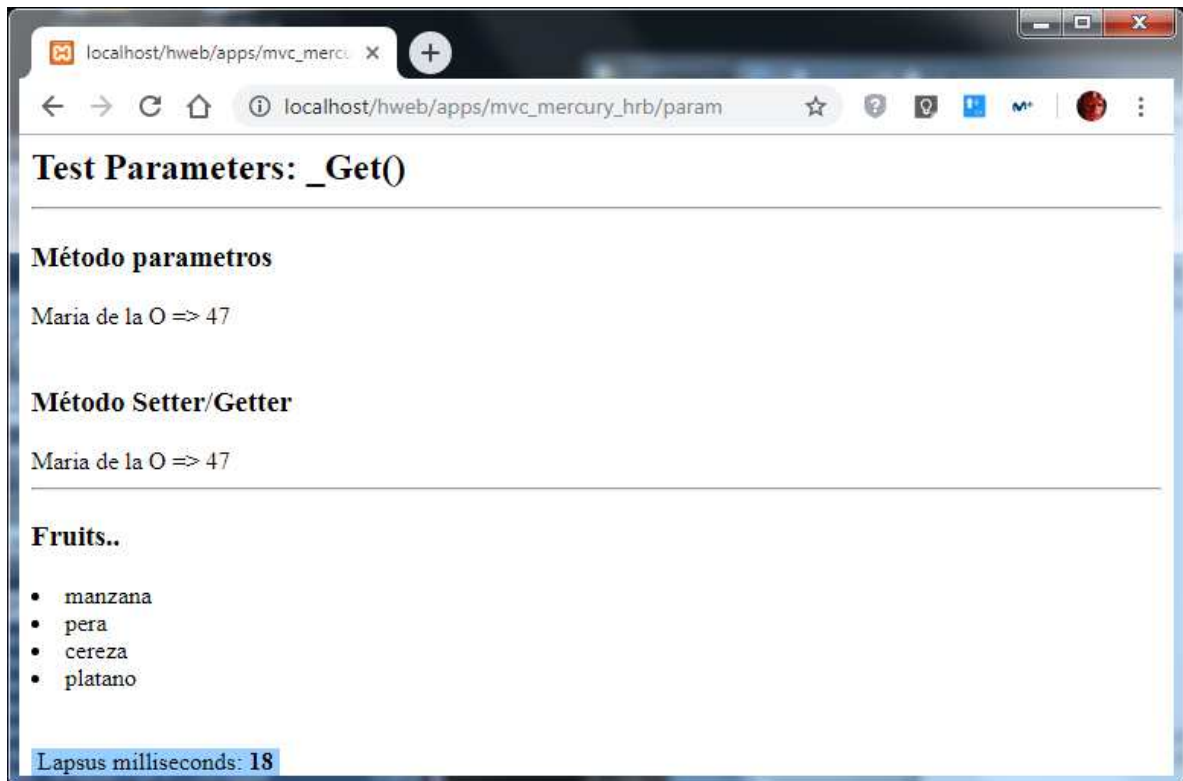 localhost/hweb/apps/mvc_merc
localhost/hweb/apps/mvc_mercury_hrb/param
Test Parameters: _Get()
Método parametros
Maria de la O => 47
Método Setter/Getter
Maria de la O => 47
Fruits..
manzana
pera
cereza
platano
Lapsus milliseconds: 18